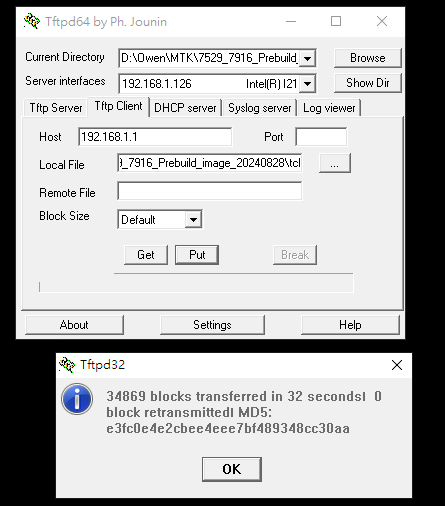 Tftpd64 by Ph. Jounin
Current Directory D:\Owen\MTK\7529_7916_Prebuild_ Browse
Server interfaces 192.168.1.126 Intel(R) I21 Show Dir
Tftp Server Tftp Client DHCP server Syslog server Log viewer
Host 192.168.1.1 Port
Local File 9_7916_Prebuild_image_20240828\tcl ...
Remote File
Block Size Default
Get Put Break
About Settings Help
Tftpd32
34869 blocks transferred in 32 seconds| 0
block retransmitted| MD5:
e3fc0e4e2cbee4eee7bf489348cc30aa
OK